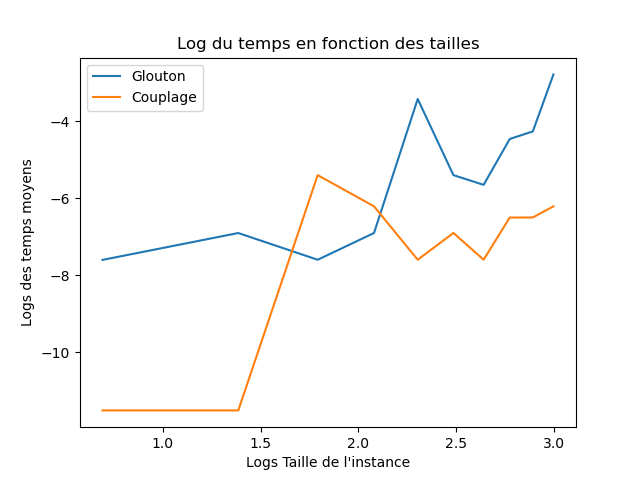 Log du temps en fonction des tailles
Glouton
Couplage
−4
−6
−8
−10
Logs des temps moyens
1.0 1.5 2.0 2.5 3.0
Logs Taille de l'instance